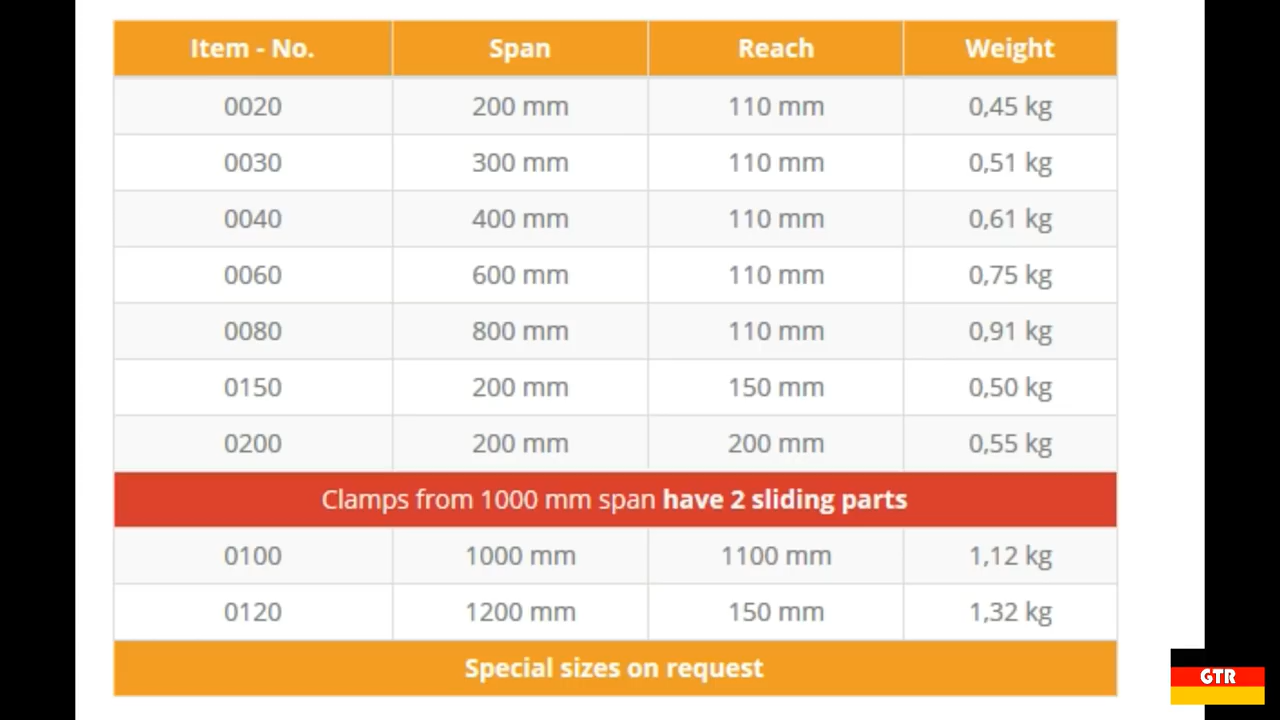 Item - No. Span Reach Weight
0020 200 mm 110 mm 0,45 kg
0030 300 mm 110 mm 0,51 kg
0040 400 mm 110 mm 0,61 kg
0060 600 mm 110 mm 0,75 kg
0080 800 mm 110 mm 0,91 kg
0150 200 mm 150 mm 0,50 kg
0200 200 mm 200 mm 0,55 kg
Clamps from 1000 mm span have 2 sliding parts
0100 1000 mm 1100 mm 1,12 kg
0120 1200 mm 150 mm 1,32 kg
Special sizes on request
GTR